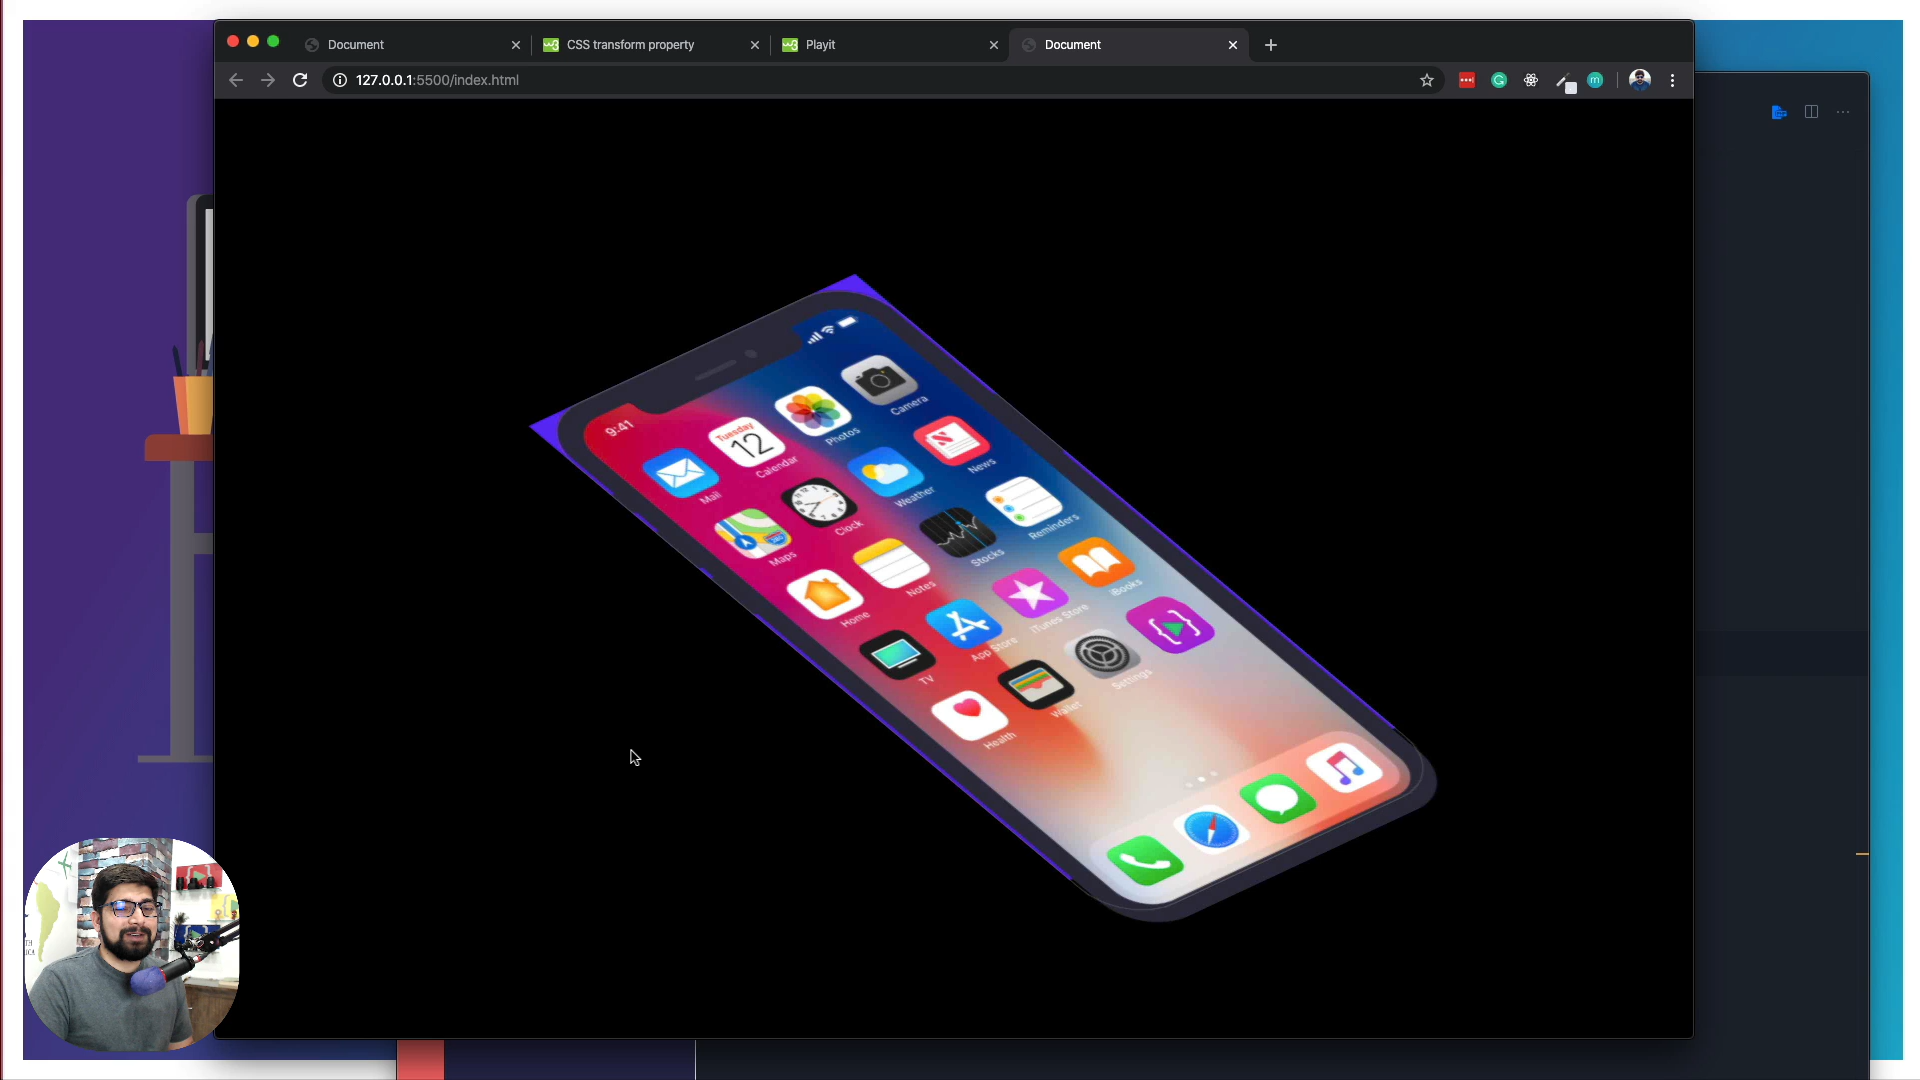 Document
CSS transform property
Playit
Document
127.0.0.1:5500/index.html
9:41
Camera
Photos
Tuesday
12
Calendar
Mail
News
Weather
Clock
Maps
280
Reminders
Stocks
Notes
Home
iBooks
iTunes Store
App Store
TV
Settings
Wallet
Health